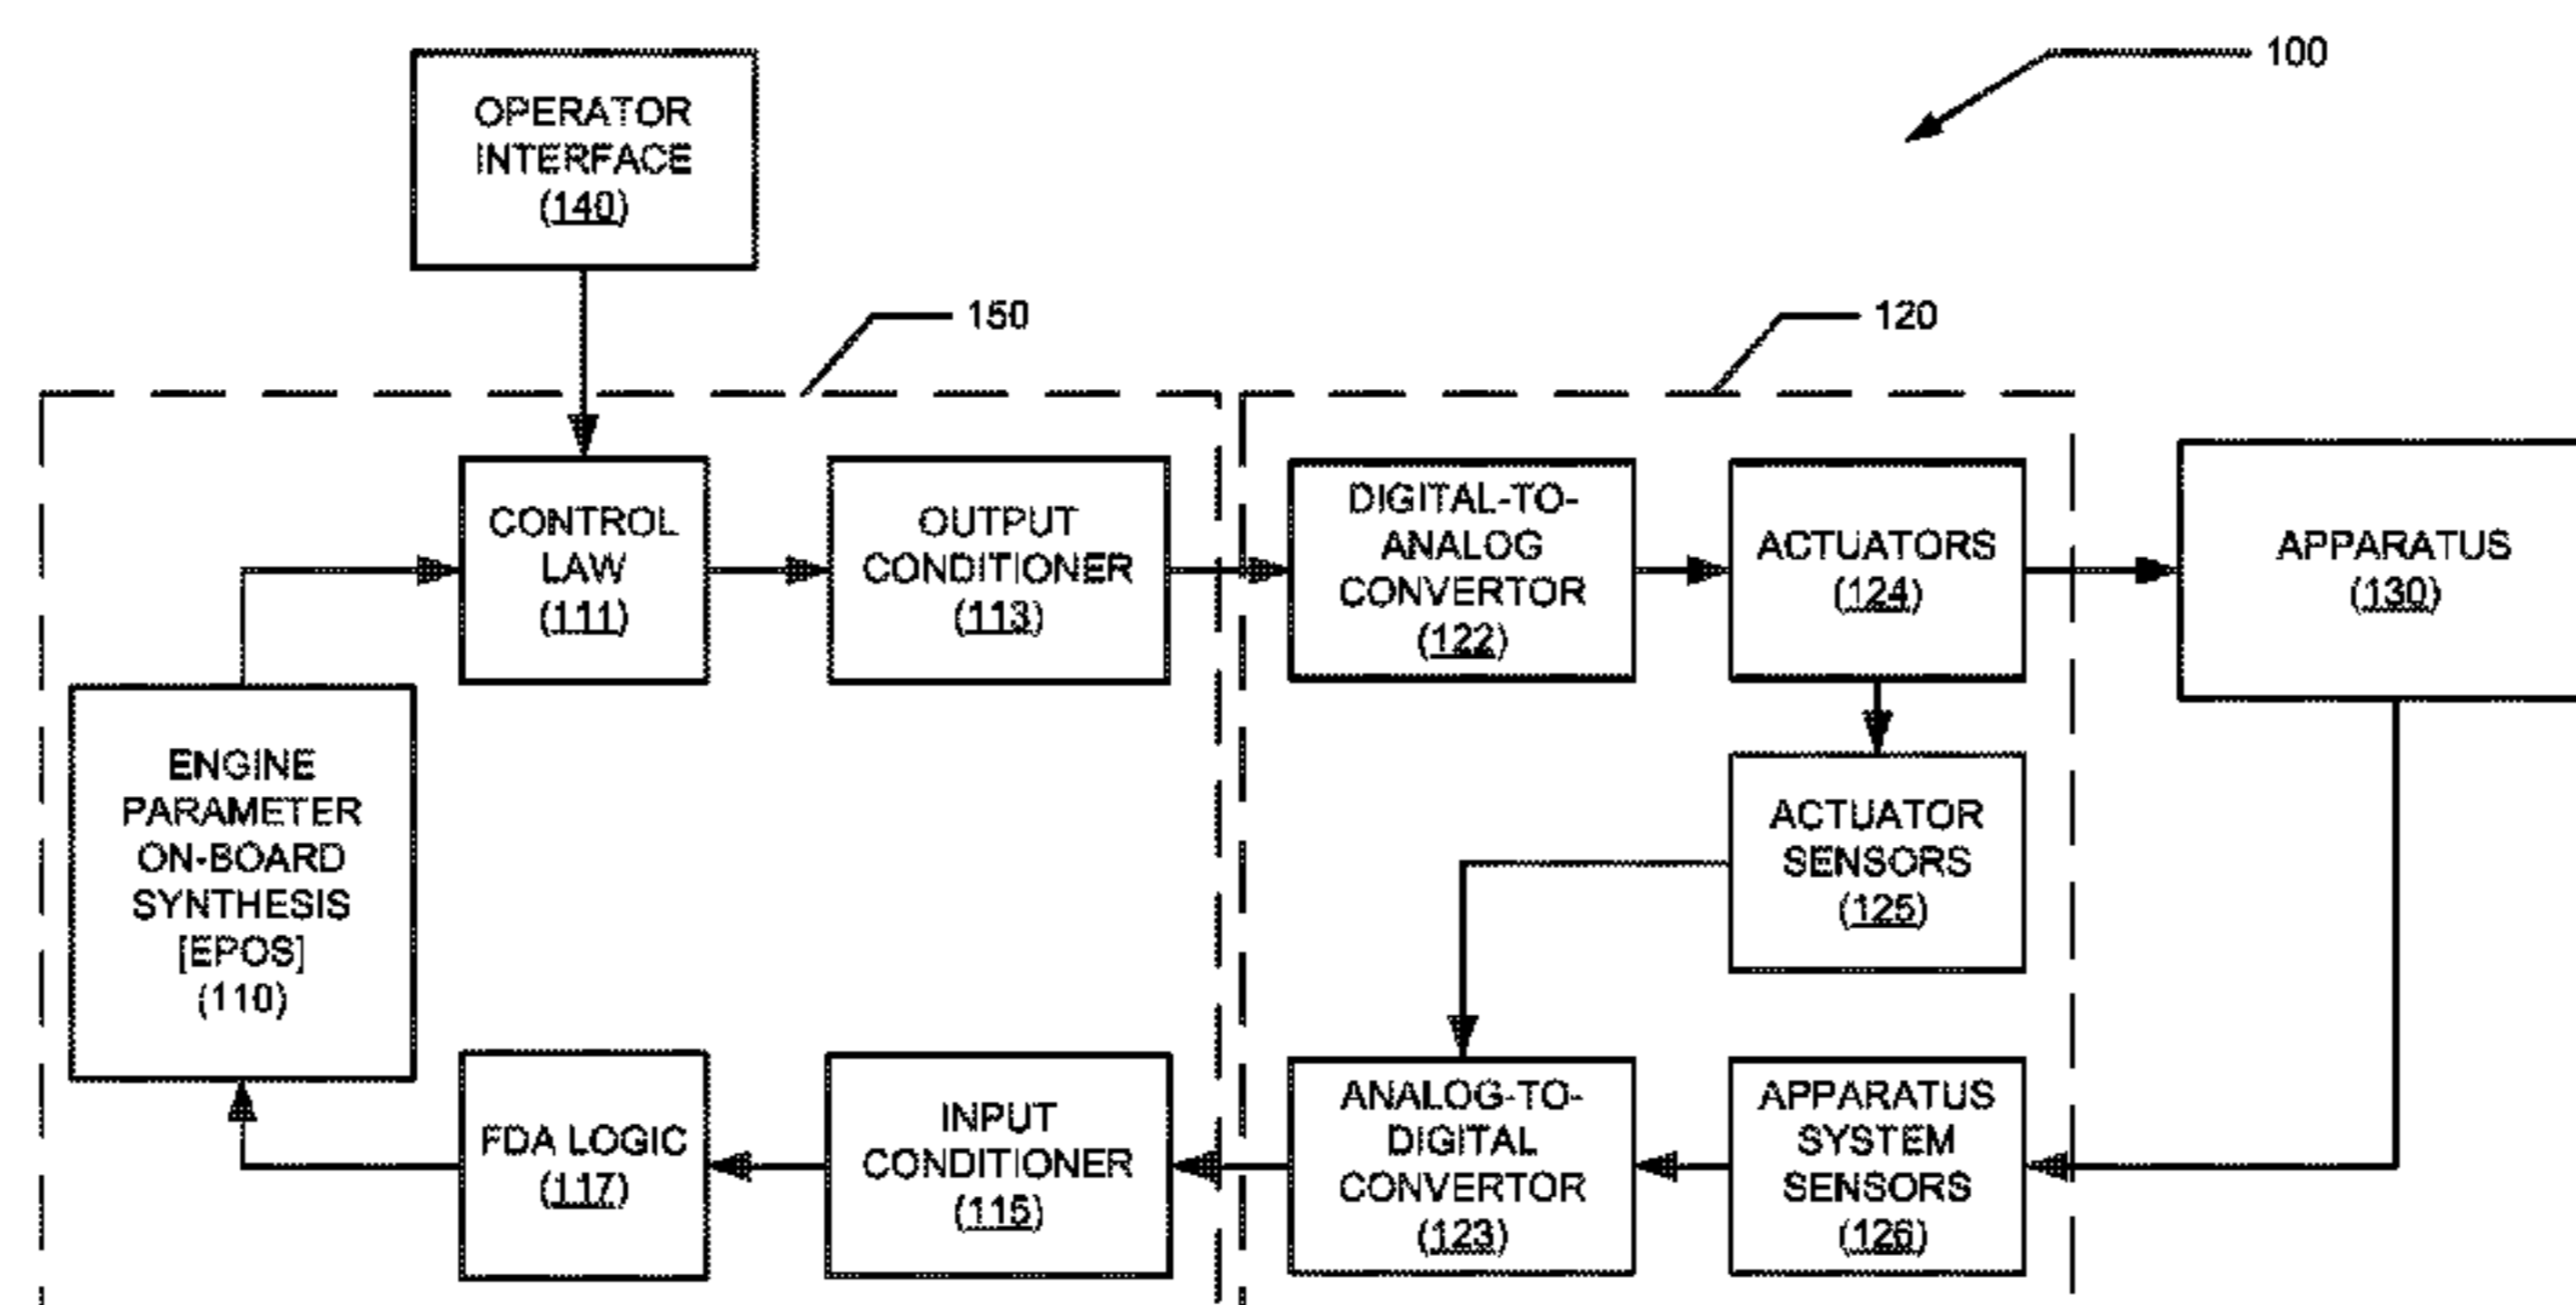 100
OPERATOR
INTERFACE
(140)
150
120
CONTROL
LAW
(111)
OUTPUT
CONDITIONER
(113)
DIGITAL-TO-
ANALOG
CONVERTOR
(122)
ACTUATORS
(124)
APPARATUS
(130)
ENGINE
PARAMETER
ON-BOARD
SYNTHESIS
[EPOS]
(110)
ACTUATOR
SENSORS
(125)
FDA LOGIC
(117)
INPUT
CONDITIONER
(115)
ANALOG-TO-
DIGITAL
CONVERTOR
(123)
APPARATUS
SYSTEM
SENSORS
(126)